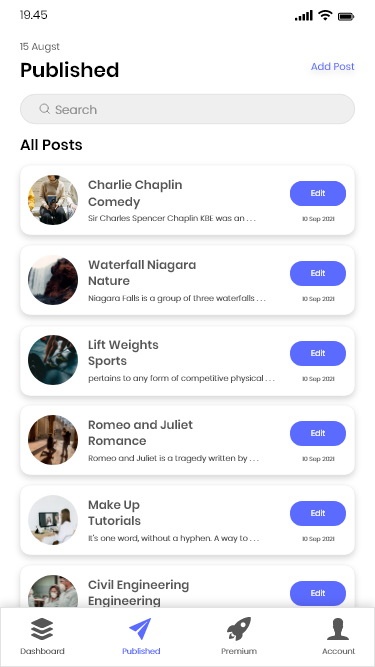 19.45
15 Augst
Published
Add Post
Search
All Posts
Charlie Chaplin
Comedy
Sir Charles Spencer Chaplin KBE was an . . .
Edit
10 Sep 2021
Waterfall Niagara
Nature
Niagara Falls is a group of three waterfalls . . .
Edit
10 Sep 2021
Lift Weights
Sports
pertains to any form of competitive physical . . .
Edit
10 Sep 2021
Romeo and Juliet
Romance
Romeo and Juliet is a tragedy written by . . .
Edit
10 Sep 2021
Make Up
Tutorials
It's one word, without a hyphen. A way to . . .
Edit
10 Sep 2021
Civil Engineering
Engineering
Edit
Dashboard
Published
Premium
Account